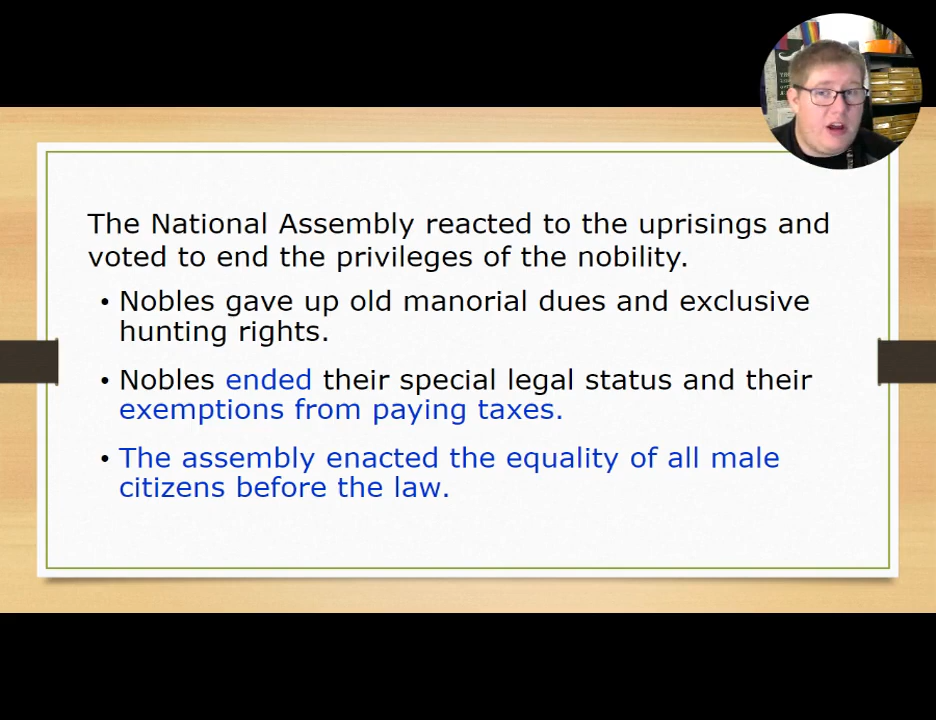 The National Assembly reacted to the uprisings and
voted to end the privileges of the nobility.
• Nobles gave up old manorial dues and exclusive
hunting rights.
• Nobles ended their special legal status and their
exemptions from paying taxes.
• The assembly enacted the equality of all male
citizens before the law.